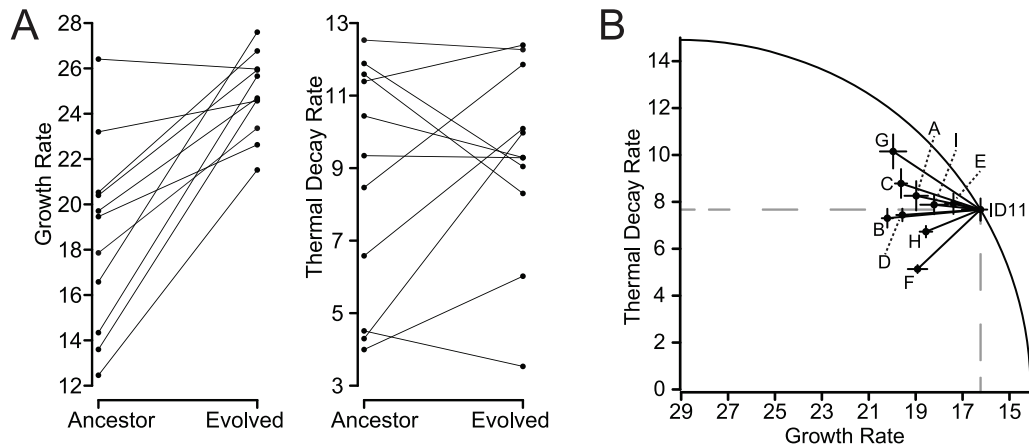 A
Growth Rate
28
26
24
22
20
18
16
14
12
Ancestor Evolved
Thermal Decay Rate
13
11
9
7
5
3
Ancestor Evolved
B
Thermal Decay Rate
14
12
10
8
6
4
2
0
G
A
I
E
C
ID11
B
H
D
F
29 27 25 23 21 19 17 15
Growth Rate